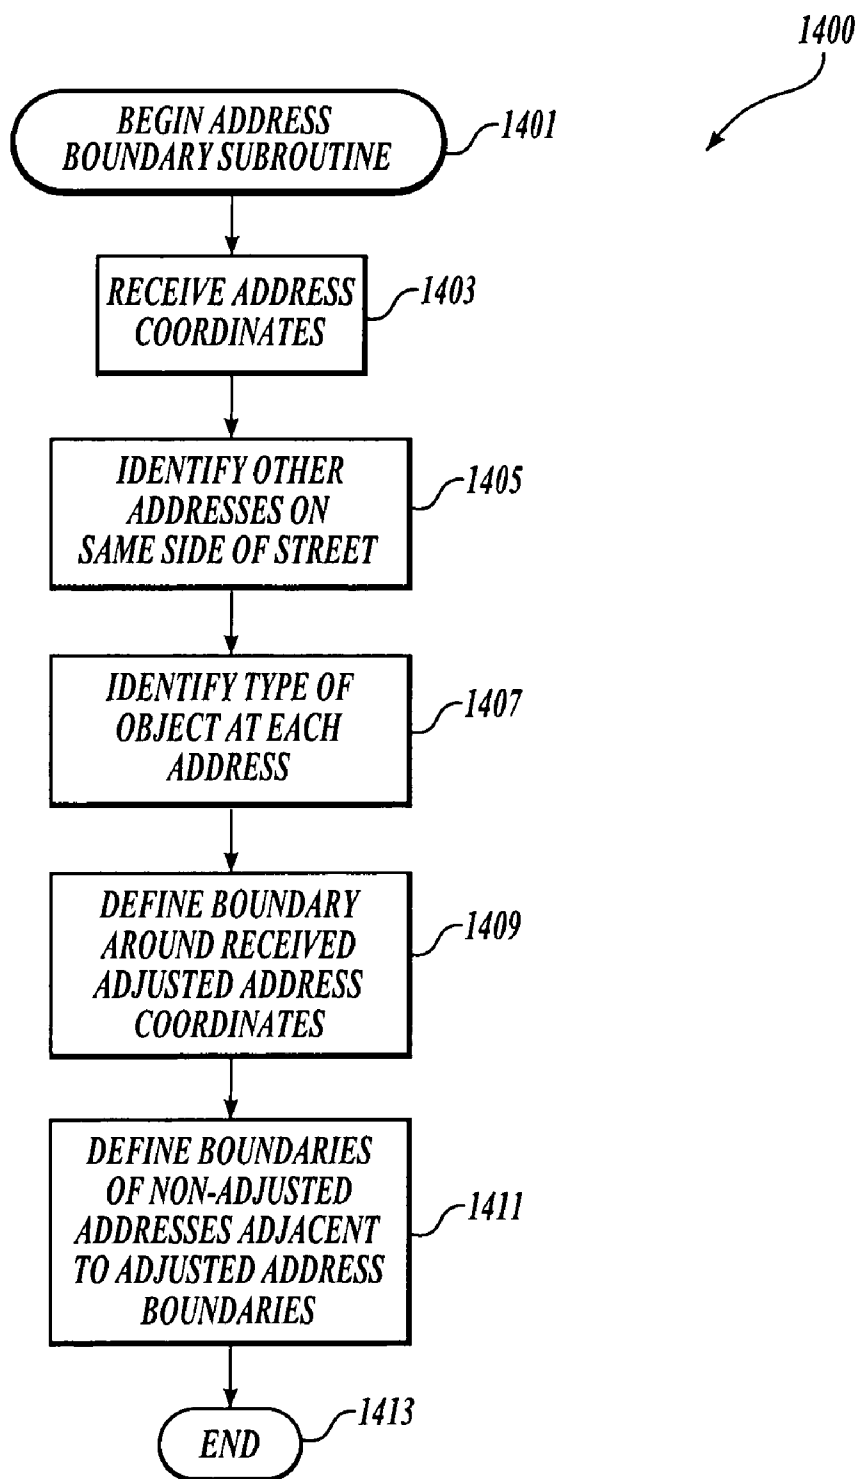 1400
BEGIN ADDRESS
BOUNDARY SUBROUTINE
1401
RECEIVE ADDRESS
COORDINATES
1403
IDENTIFY OTHER
ADDRESSES ON
SAME SIDE OF STREET
1405
IDENTIFY TYPE OF
OBJECT AT EACH
ADDRESS
1407
DEFINE BOUNDARY
AROUND RECEIVED
ADJUSTED ADDRESS
COORDINATES
1409
DEFINE BOUNDARIES
OF NON-ADJUSTED
ADDRESSES ADJACENT
TO ADJUSTED ADDRESS
BOUNDARIES
1411
END
1413